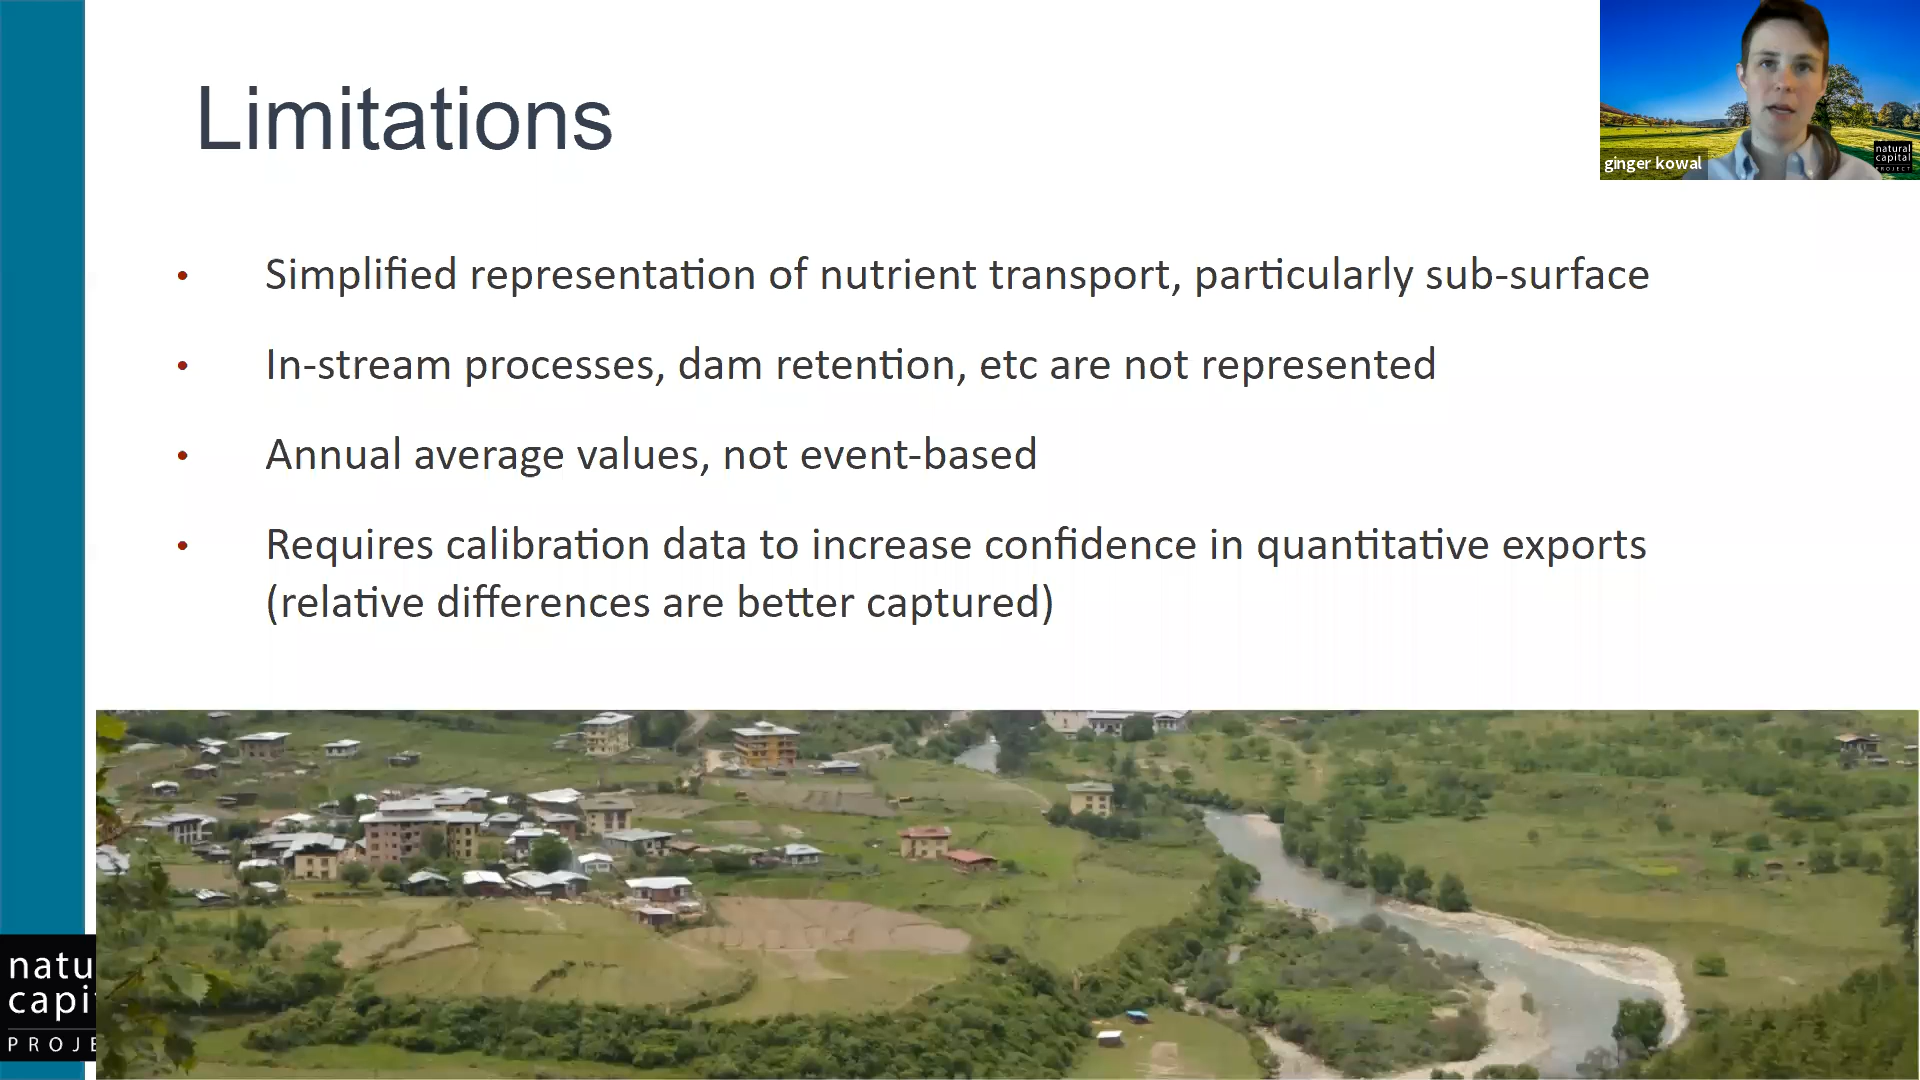 Limitations
ginger kowal
natural
capital
PROJECT
• Simplified representation of nutrient transport, particularly sub-surface
• In-stream processes, dam retention, etc are not represented
• Annual average values, not event-based
• Requires calibration data to increase confidence in quantitative exports
(relative differences are better captured)
natu
capi
PROJE